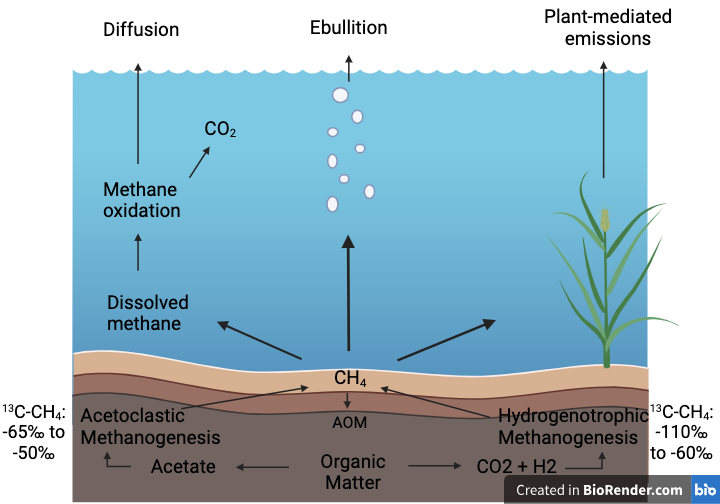 Diffusion
Ebullition
Plant-mediated
emissions
CO₂
Methane
oxidation
Dissolved
methane
CH₄
¹³C-CH₄:
-65‰ to
-50‰
Acetoclastic
Methanogenesis
AOM
Hydrogenotrophic
Methanogenesis
¹³C-CH₄:
-110‰
to -60‰
Acetate
Organic
Matter
CO2 + H2
Created in BioRender.com bio